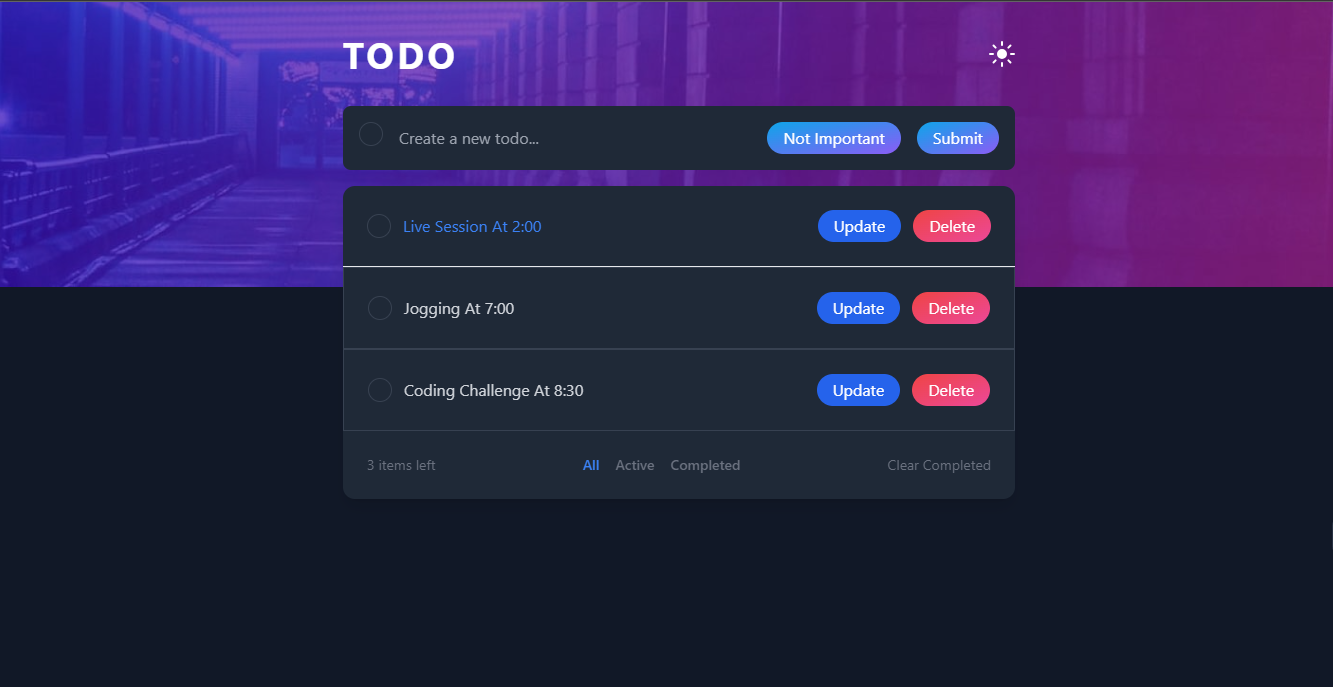 TODO
Create a new todo... Not Important Submit
Live Session At 2:00 Update Delete
Jogging At 7:00 Update Delete
Coding Challenge At 8:30 Update Delete
3 items left All Active Completed Clear Completed